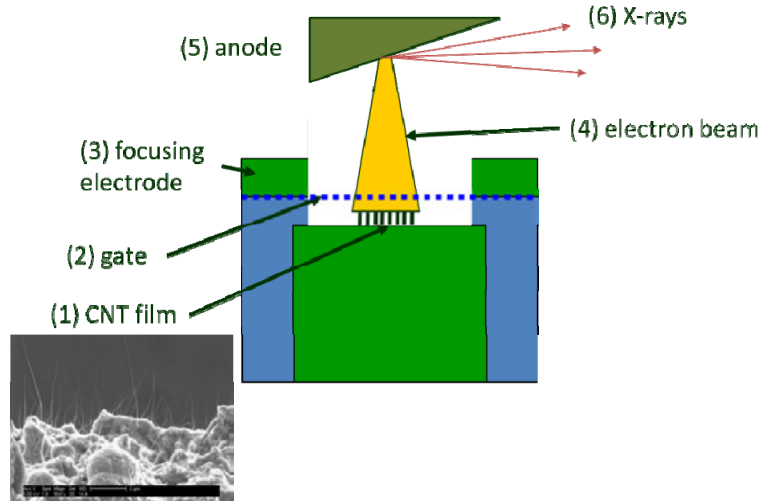 (6) X-rays
(5) anode
(4) electron beam
(3) focusing
electrode
(2) gate
(1) CNT film